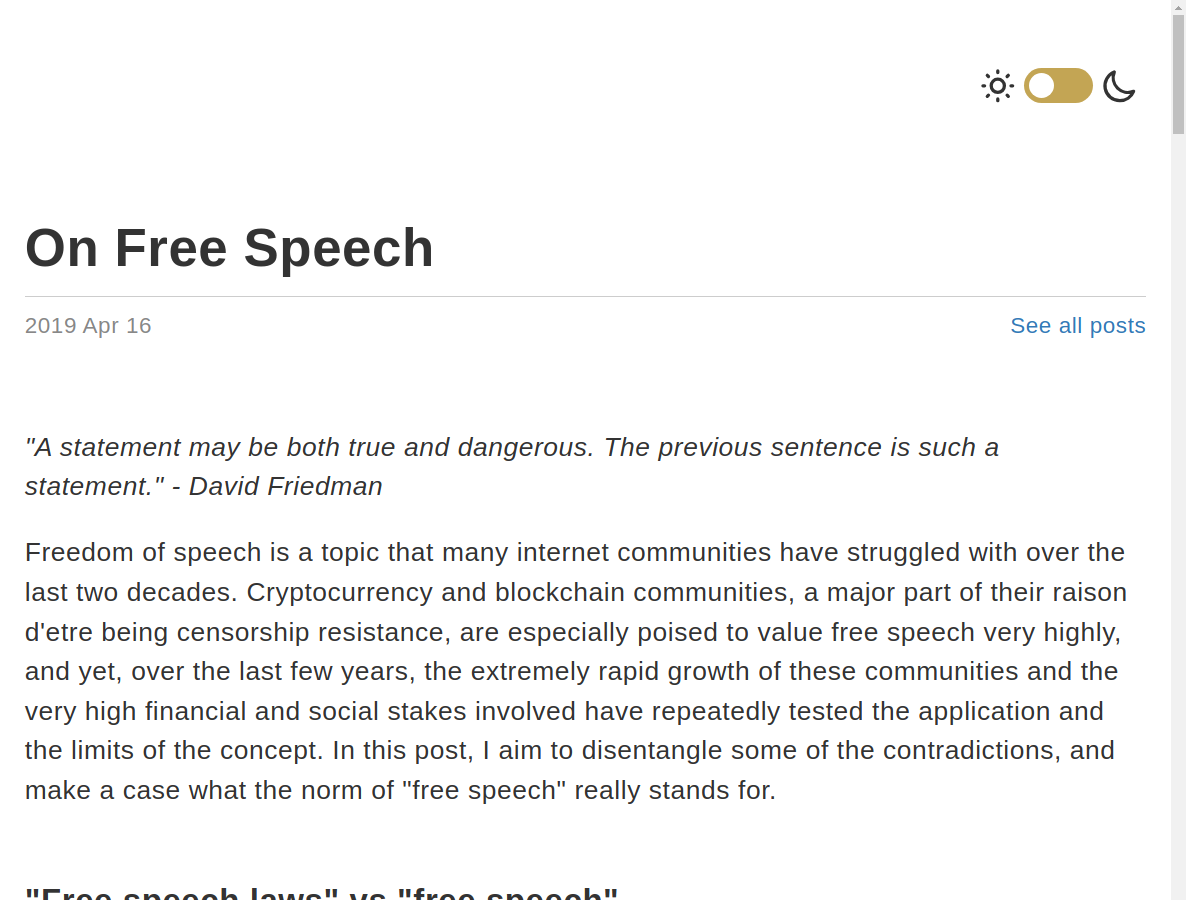 On Free Speech
2019 Apr 16
See all posts
"A statement may be both true and dangerous. The previous sentence is such a
statement." - David Friedman
Freedom of speech is a topic that many internet communities have struggled with over the
last two decades. Cryptocurrency and blockchain communities, a major part of their raison
d'etre being censorship resistance, are especially poised to value free speech very highly,
and yet, over the last few years, the extremely rapid growth of these communities and the
very high financial and social stakes involved have repeatedly tested the application and
the limits of the concept. In this post, I aim to disentangle some of the contradictions, and
make a case what the norm of "free speech" really stands for.
"Free speech laws" vs "free speech"